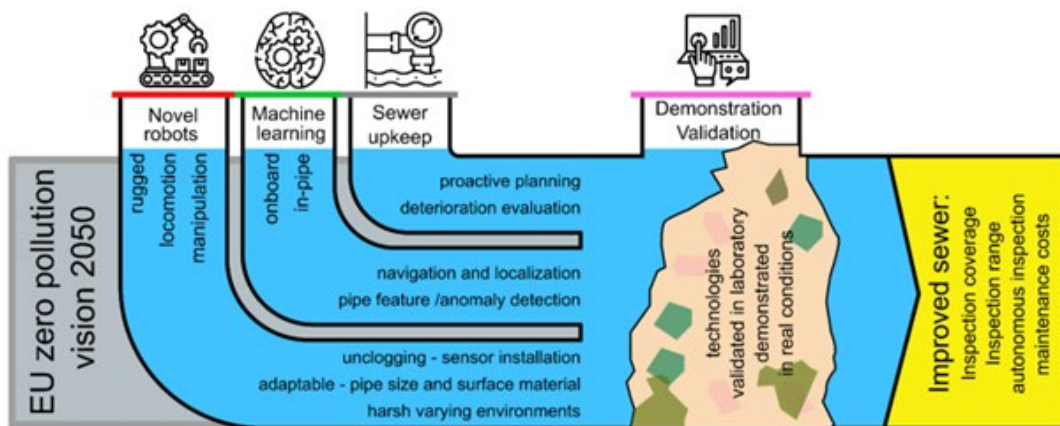 EU zero pollution
vision 2050
Novel
robots
rugged
locomotion
manipulation
Machine
learning
onboard
in-pipe
Sewer
upkeep
proactive planning
deterioration evaluation
navigation and localization
pipe feature /anomaly detection
unclogging - sensor installation
adaptable - pipe size and surface material
harsh varying environments
Demonstration
Validation
technologies
validated in laboratory
demonstrated
in real conditions
Improved sewer:
Inspection coverage
Inspection range
autonomous inspection
maintenance costs